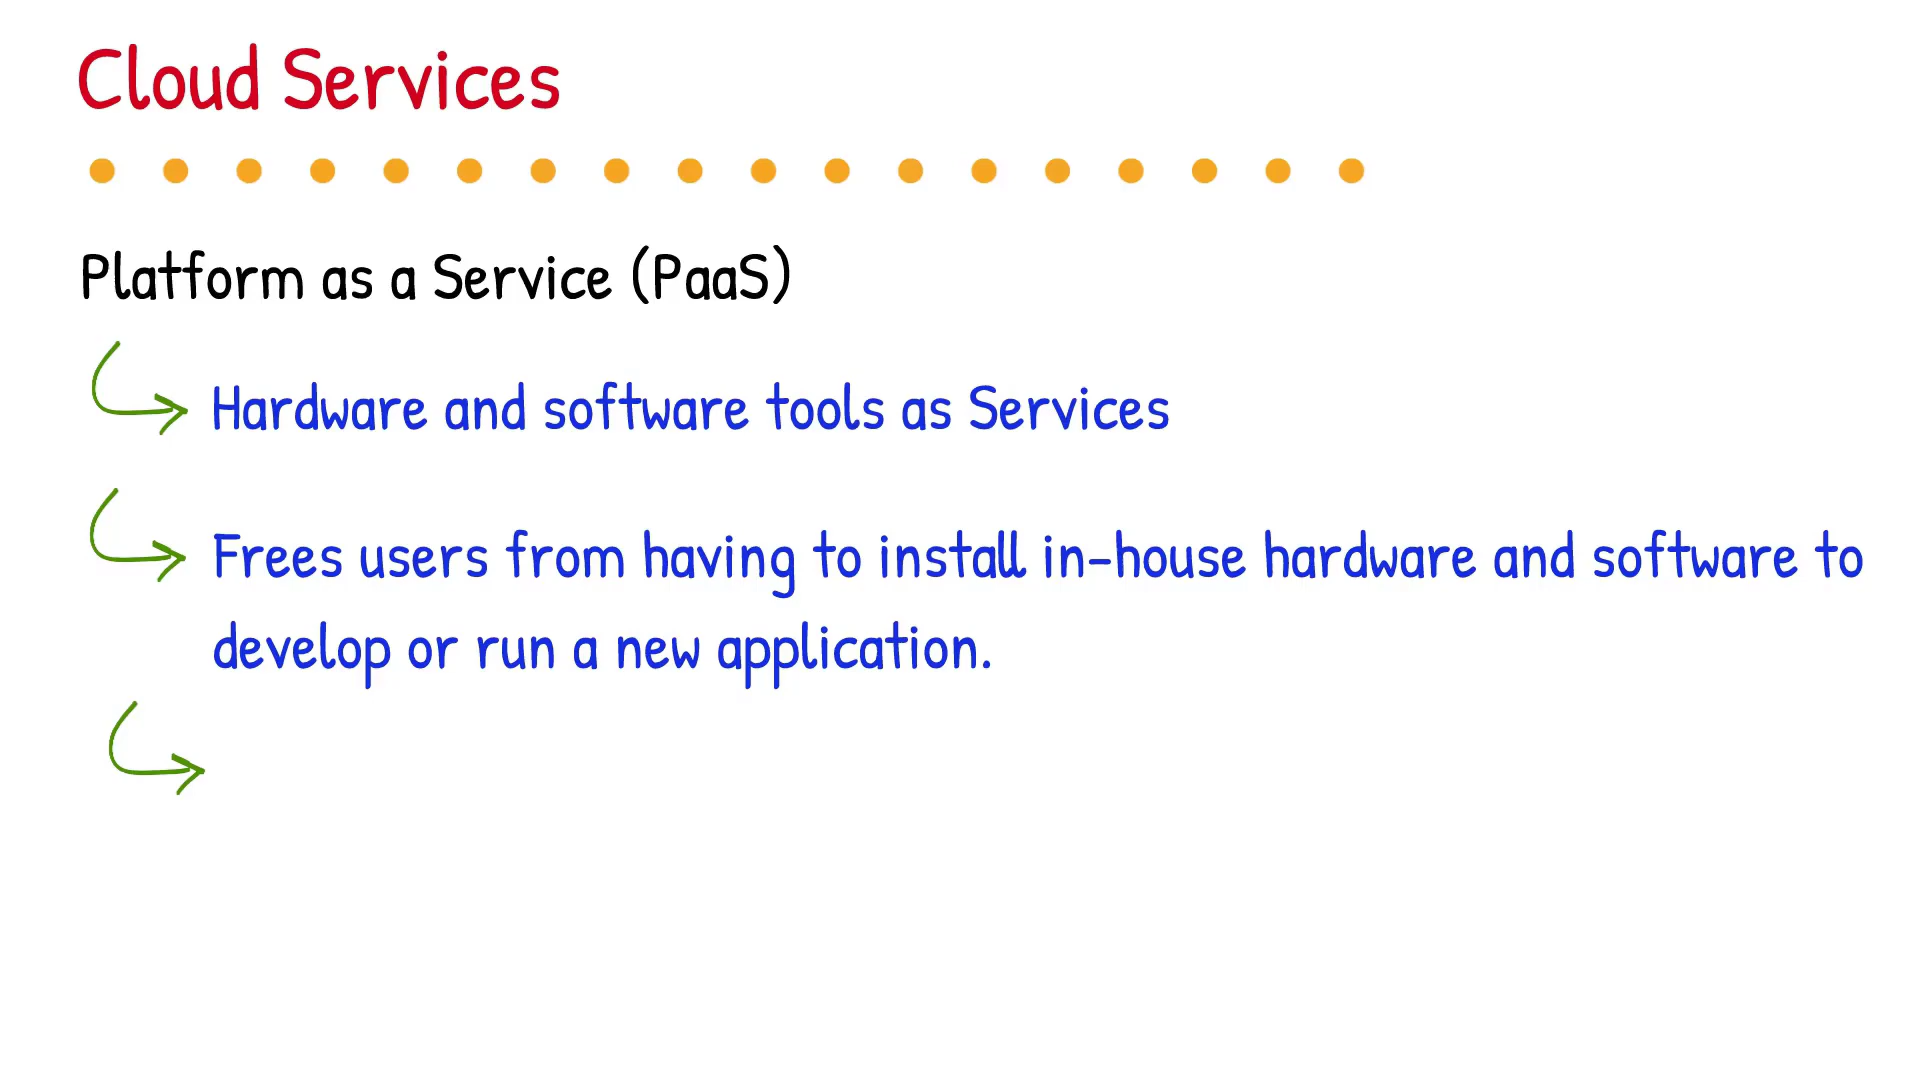 Cloud Services
Platform as a Service (PaaS)
Hardware and software tools as Services
Frees users from having to install in-house hardware and software to
develop or run a new application.